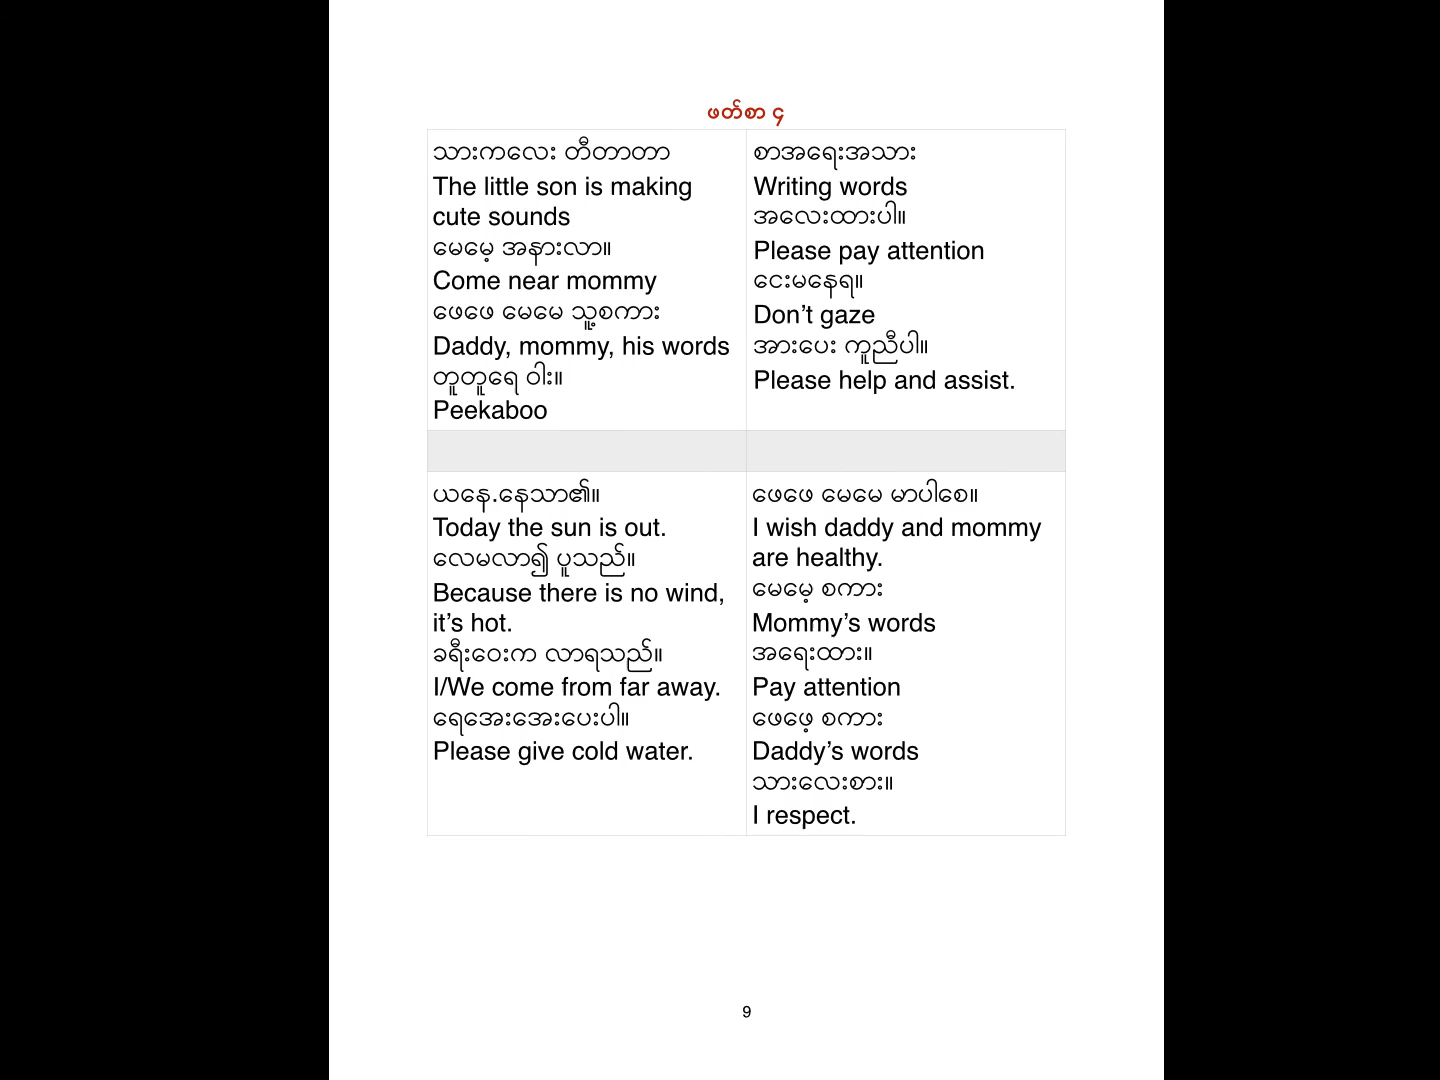 ဖတ်စာ ၄
သားကလေး တီတာတာ
The little son is making
cute sounds
မေမေ့ အနားလာ။
Come near mommy
ဖေဖေ မေမေ သူ့စကား
Daddy, mommy, his words
တူတူရေ ဝါး။
Peekaboo
စာအရေးအသား
Writing words
အလေးထားပါ။
Please pay attention
ငေးမနေရ။
Don’t gaze
အားပေး ကူညီပါ။
Please help and assist.
ယနေ.နေသာ၏။
Today the sun is out.
လေမလာ၍ ပူသည်။
Because there is no wind,
it’s hot.
ခရီးဝေးက လာရသည်။
I/We come from far away.
ရေအေးအေးပေးပါ။
Please give cold water.
ဖေဖေ မေမေ မာပါစေ။
I wish daddy and mommy
are healthy.
မေမေ့ စကား
Mommy’s words
အရေးထား။
Pay attention
ဖေဖေ့ စကား
Daddy’s words
သားလေးစား။
I respect.
9